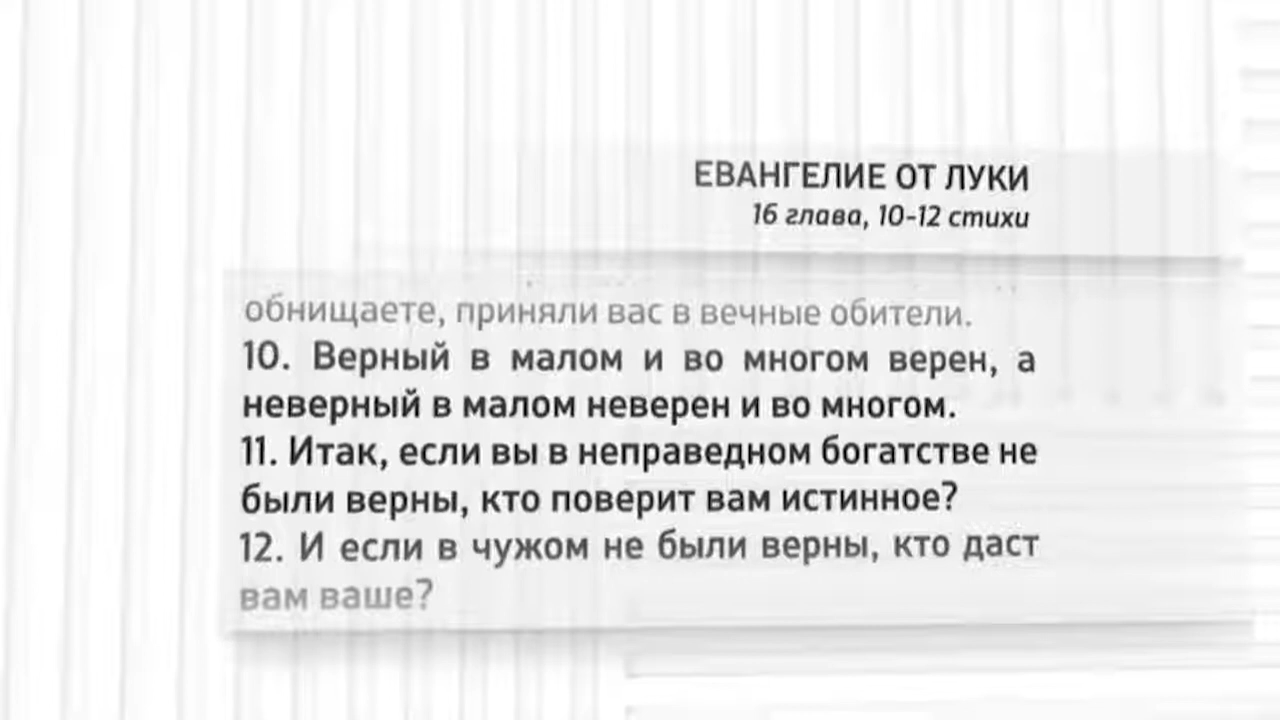 ЕВАНГЕЛИЕ ОТ ЛУКИ
16 глава, 10-12 стихи
обнищаете, приняли вас в вечные обители.
10. Верный в малом и во многом верен, а
неверный в малом неверен и во многом.
11. Итак, если вы в неправедном богатстве не
были верны, кто поверит вам истинное?
12. И если в чужом не были верны, кто даст
вам ваше?